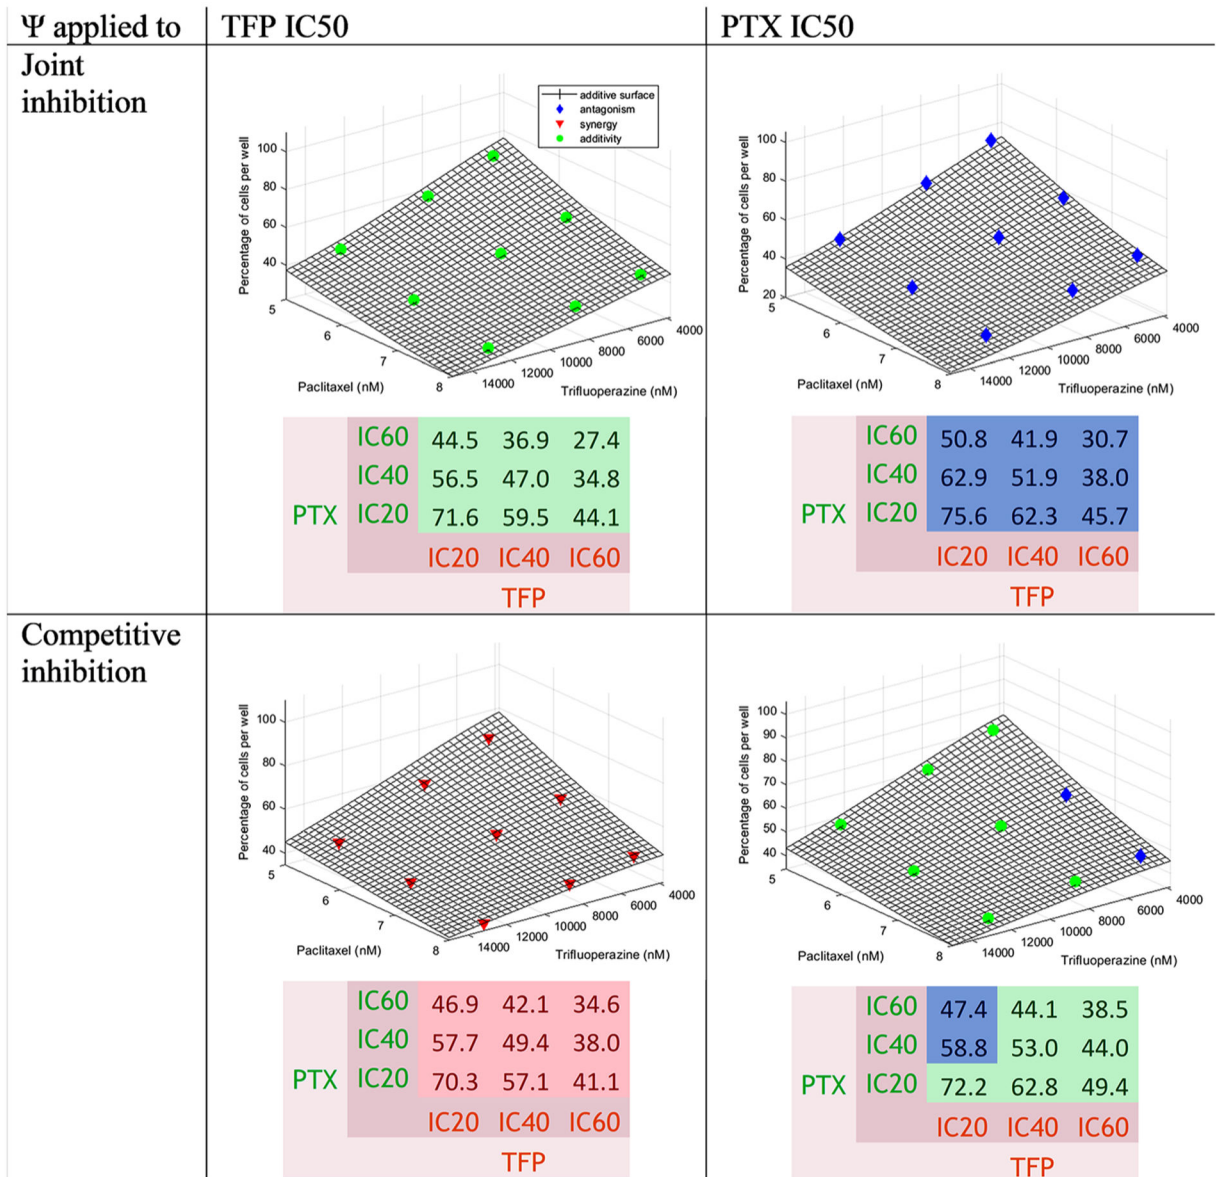 Ψ applied to
TFP IC50
PTX IC50
Joint
inhibition
additive surface
antagonism
synergy
additivity
Percentage of cells per well
100
80
60
40
5
6
7
8
Paclitaxel (nM)
14000
12000
10000
8000
6000
4000
Trifluoperazine (nM)
Percentage of cells per well
100
80
60
40
20
5
6
7
8
Paclitaxel (nM)
14000
12000
10000
8000
6000
4000
Trifluoperazine (nM)
IC60 44.5 36.9 27.4
IC40 56.5 47.0 34.8
PTX IC20 71.6 59.5 44.1
IC20 IC40 IC60
TFP
IC60 50.8 41.9 30.7
IC40 62.9 51.9 38.0
PTX IC20 75.6 62.3 45.7
IC20 IC40 IC60
TFP
Competitive
inhibition
Percentage of cells per well
100
80
60
40
5
6
7
8
Paclitaxel (nM)
14000
12000
10000
8000
6000
4000
Trifluoperazine (nM)
Percentage of cells per well
100
90
80
70
60
50
40
5
6
7
8
Paclitaxel (nM)
14000
12000
10000
8000
6000
4000
Trifluoperazine (nM)
IC60 46.9 42.1 34.6
IC40 57.7 49.4 38.0
PTX IC20 70.3 57.1 41.1
IC20 IC40 IC60
TFP
IC60 47.4 44.1 38.5
IC40 58.8 53.0 44.0
PTX IC20 72.2 62.8 49.4
IC20 IC40 IC60
TFP